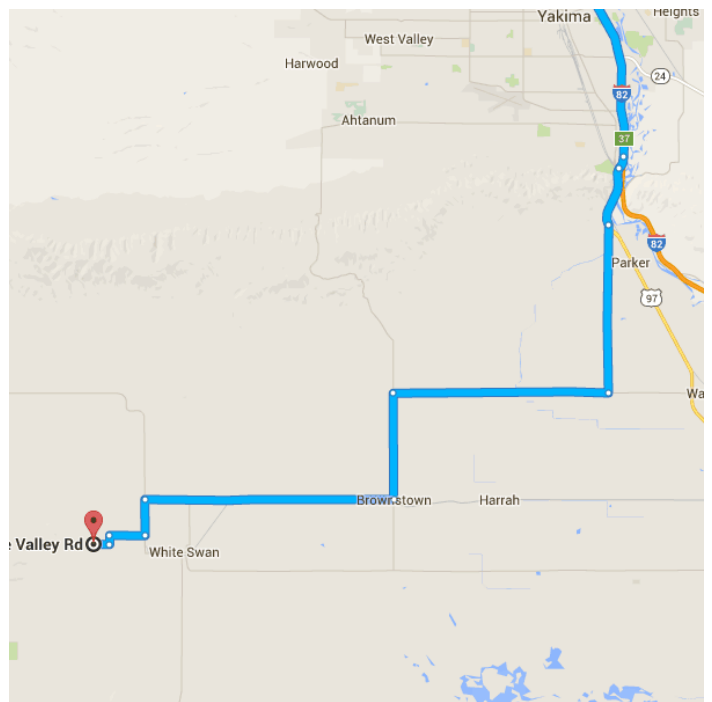 Heights
Yakima
West Valley
Harwood
24
82
Ahtanum
37
82
Parker
97
Wa
Brownstown
Harrah
e Valley Rd
White Swan